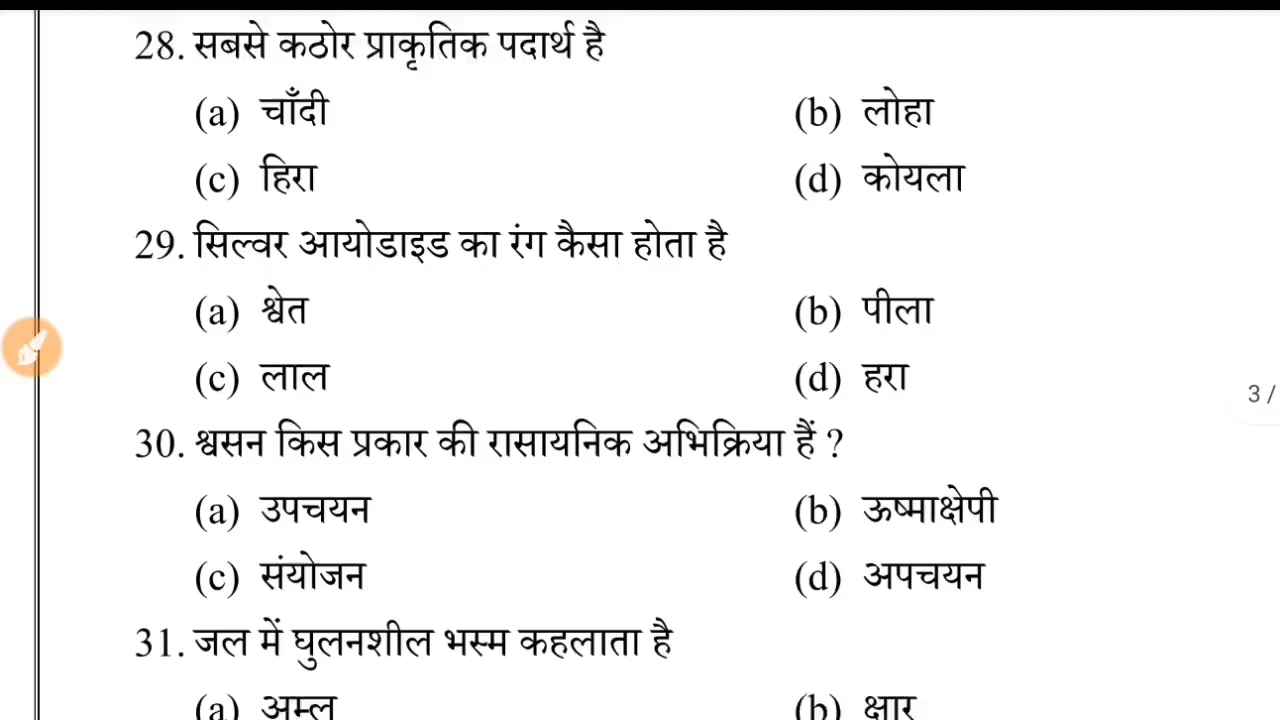 28. सबसे कठोर प्राकृतिक पदार्थ है
(a) चाँदी (b) लोहा
(c) हिरा (d) कोयला
29. सिल्वर आयोडाइड का रंग कैसा होता है
(a) श्वेत (b) पीला
(c) लाल (d) हरा
3 /
30. श्वसन किस प्रकार की रासायनिक अभिक्रिया हैं ?
(a) उपचयन (b) ऊष्माक्षेपी
(c) संयोजन (d) अपचयन
31. जल में घुलनशील भस्म कहलाता है
(a) अम्ल (b) क्षार